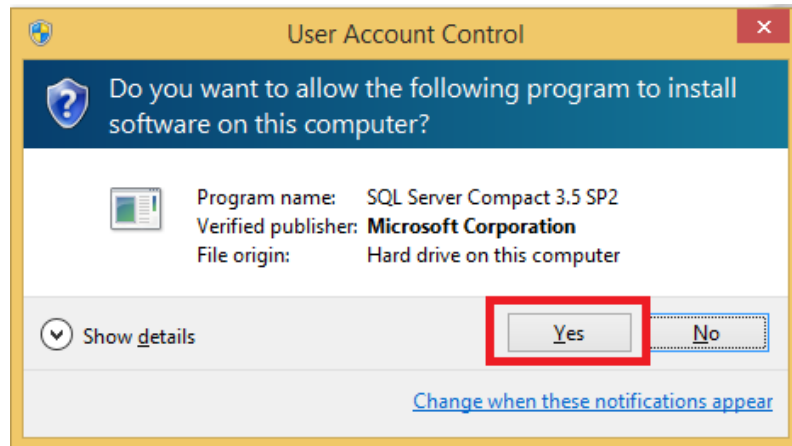 User Account Control
Do you want to allow the following program to install
software on this computer?
Program name: SQL Server Compact 3.5 SP2
Verified publisher: Microsoft Corporation
File origin: Hard drive on this computer
Show details Yes No
Change when these notifications appear